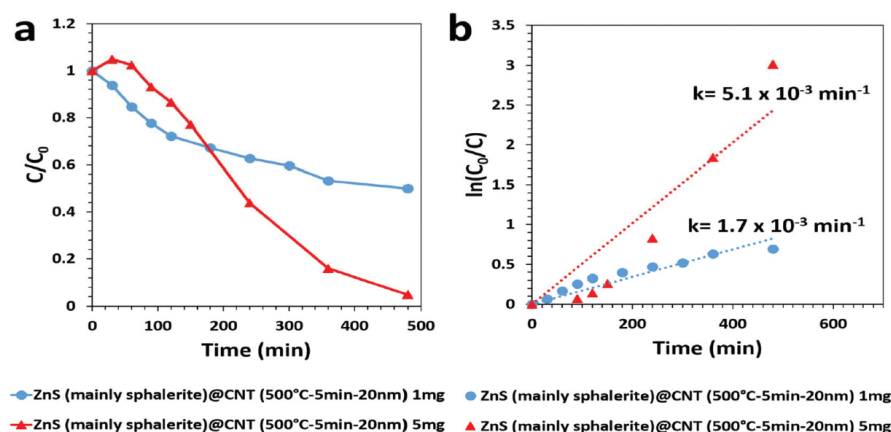 a
1.2
1
0.8
0.6
0.4
0.2
0
C/C₀
0 100 200 300 400 500
Time (min)
b
3.5
3
2.5
2
1.5
1
0.5
0
ln(C₀/C)
k= 5.1 x 10⁻³ min⁻¹
k= 1.7 x 10⁻³ min⁻¹
0 200 400 600
Time (min)
ZnS (mainly sphalerite)@CNT (500°C-5min-20nm) 1mg
ZnS (mainly sphalerite)@CNT (500°C-5min-20nm) 5mg
ZnS (mainly sphalerite)@CNT (500°C-5min-20nm) 1mg
ZnS (mainly sphalerite)@CNT (500°C-5min-20nm) 5mg